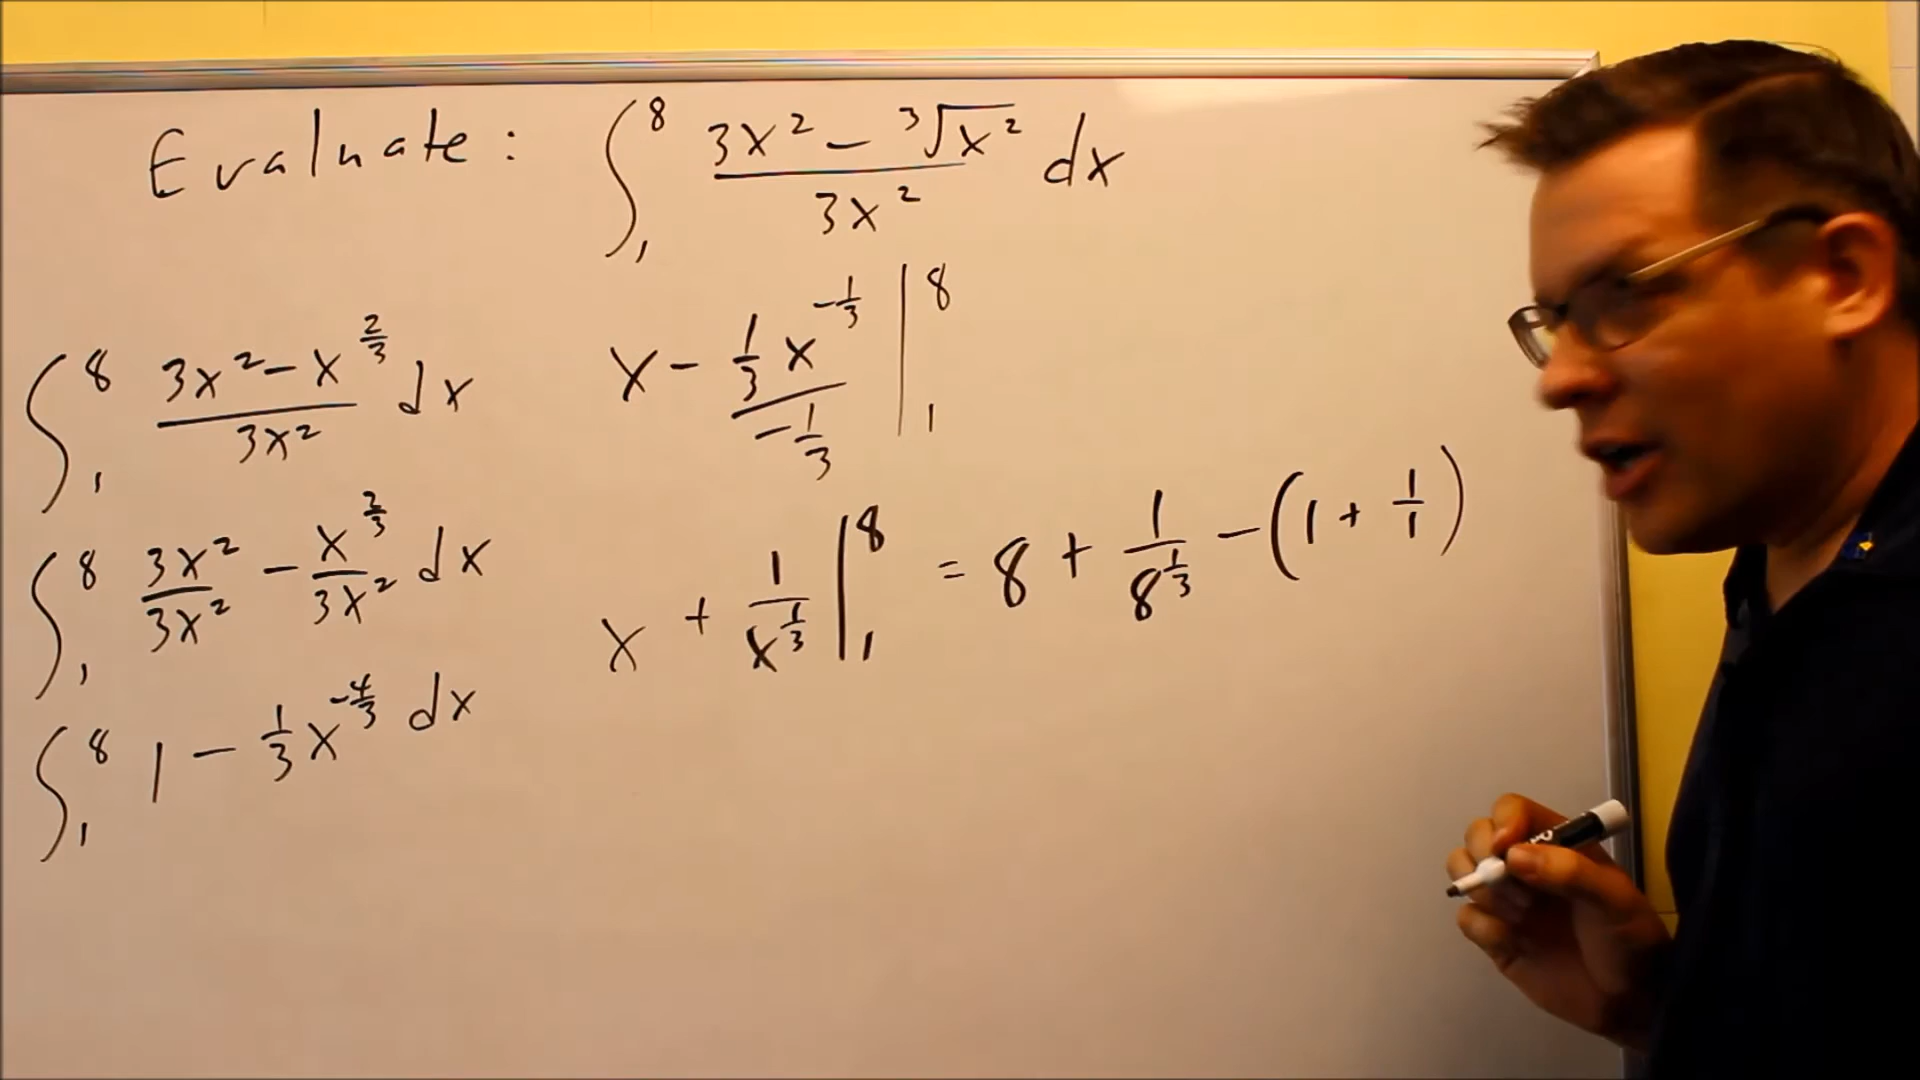 Evaluate: ∫₁⁸ (3x² − ³√x²)/(3x²) dx
∫₁⁸ (3x² − x^(2/3))/(3x²) dx
∫₁⁸ 3x²/3x² − x^(2/3)/3x² dx
∫₁⁸ 1 − 1/3 x^(−4/3) dx
x − (1/3 x^(−1/3))/(−1/3) |₁⁸
x + 1/x^(1/3) |₁⁸ = 8 + 1/8^(1/3) − (1 + 1/1)